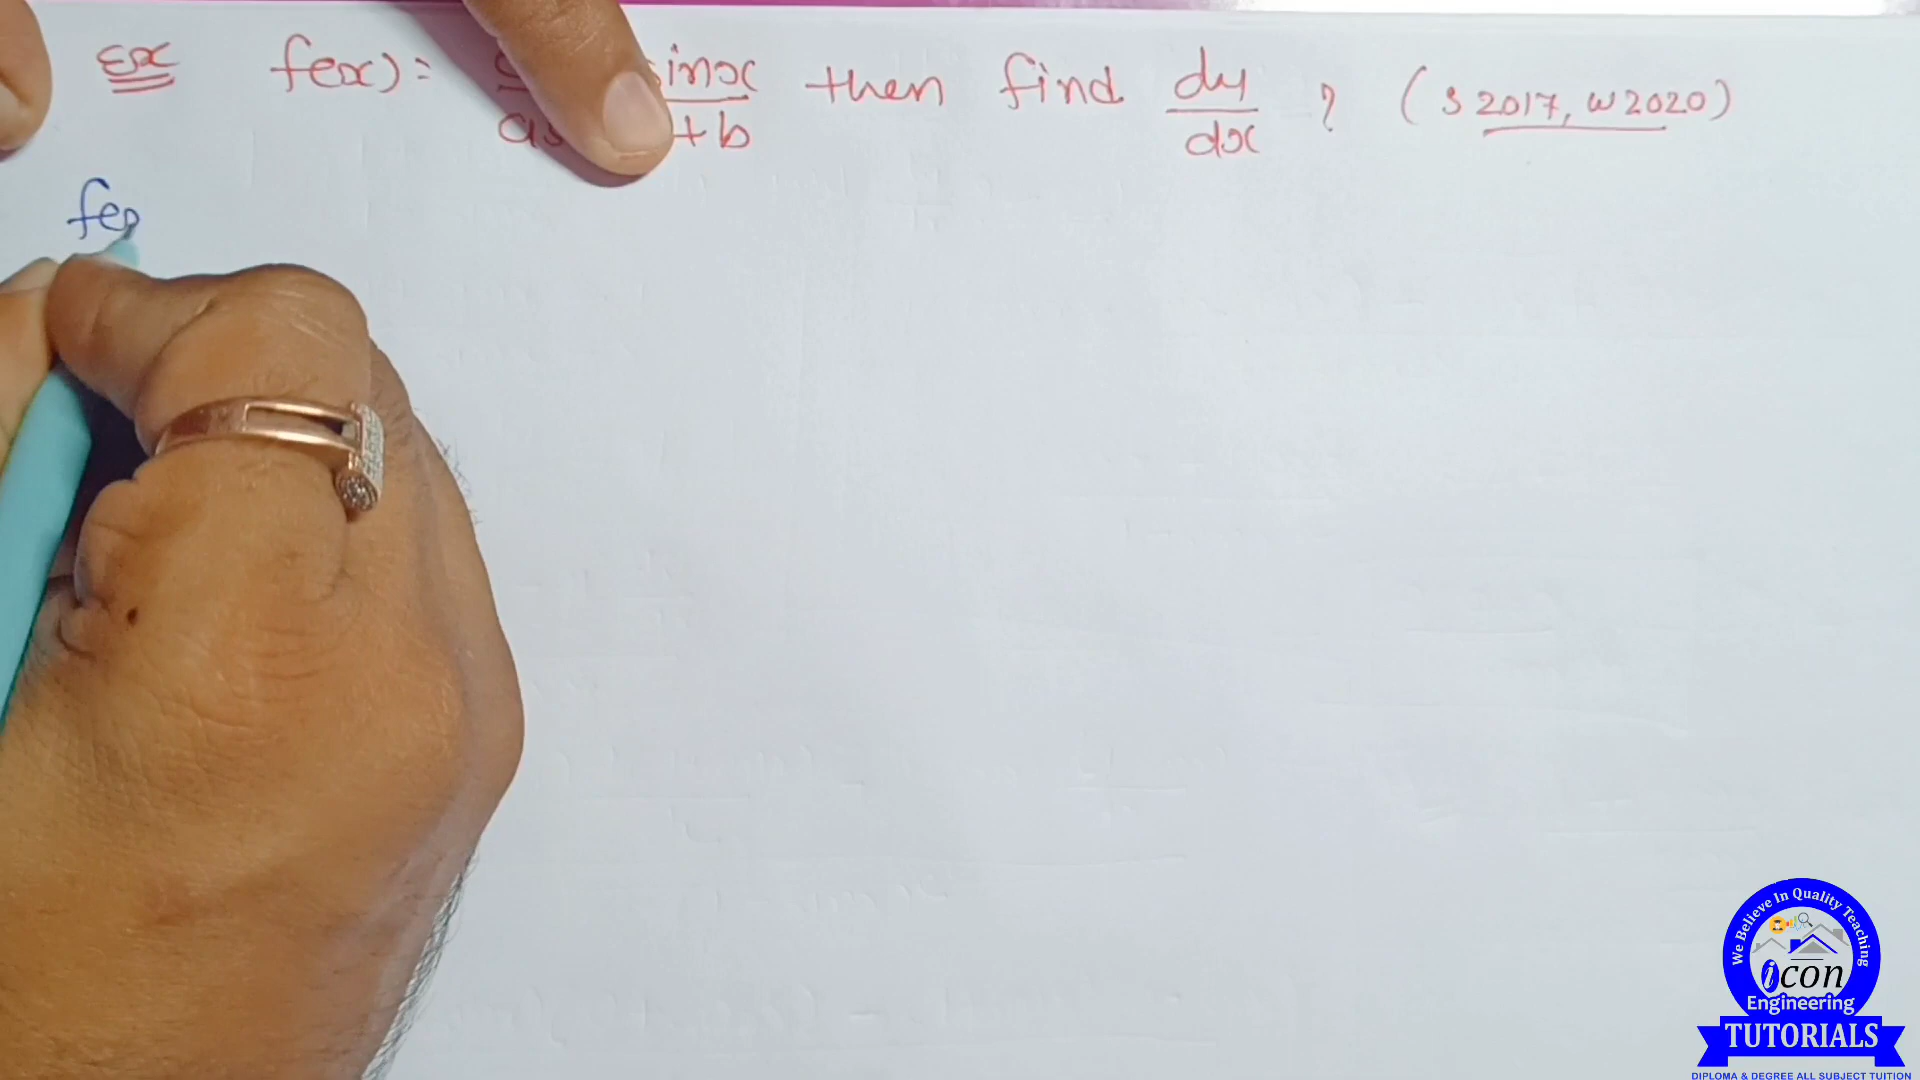 Ex f(x) = sinx then find dy/dx ? (S 2017, W 2020)
+ b
f(x
We Believe In Quality Teaching
icon
Engineering
TUTORIALS
DIPLOMA & DEGREE ALL SUBJECT TUITION